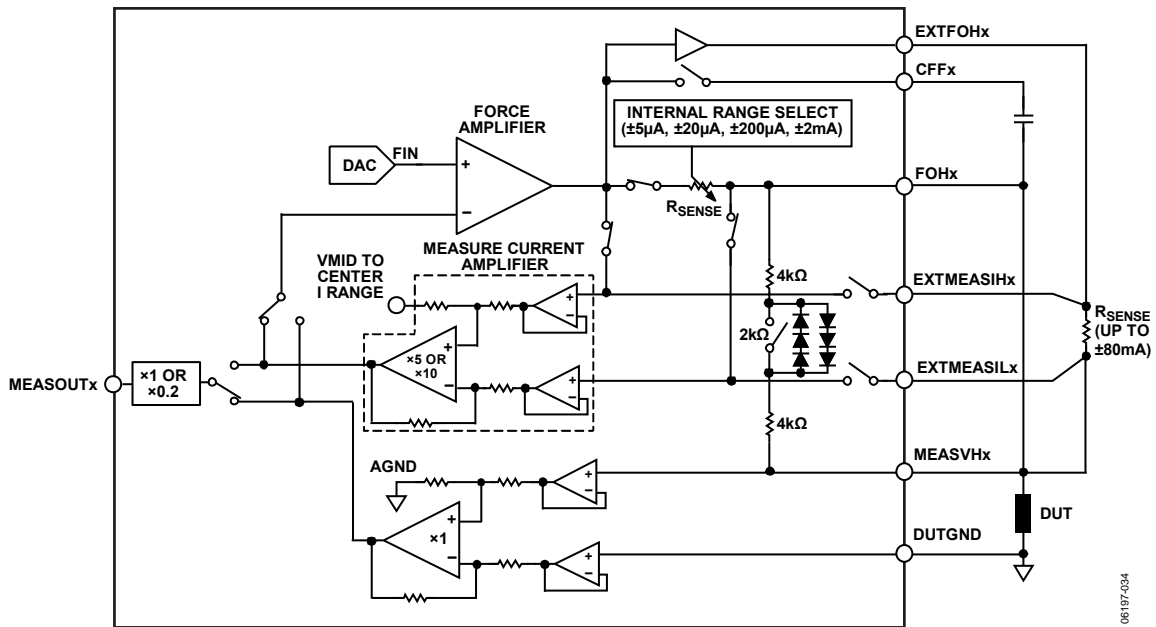 EXTFOHx
CFFx
FORCE
AMPLIFIER
INTERNAL RANGE SELECT
(±5µA, ±20µA, ±200µA, ±2mA)
DAC
FIN
+
−
FOHx
RSENSE
VMID TO
CENTER
I RANGE
MEASURE CURRENT
AMPLIFIER
4kΩ
+
−
EXTMEASIHx
RSENSE
(UP TO
±80mA)
2kΩ
+
−
×5 OR
×10
MEASOUTx
×1 OR
×0.2
+
−
EXTMEASILx
4kΩ
AGND
+
−
MEASVHx
+
−
×1
DUT
+
−
DUTGND
06197-034